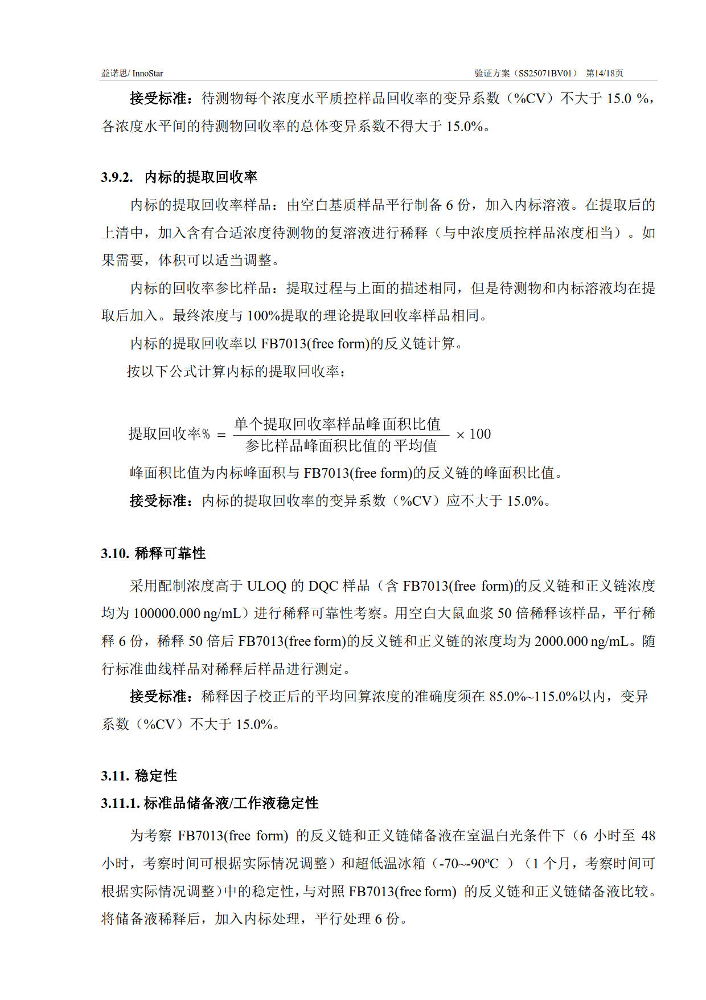 益诺思/ InnoStar 验证方案（SS25071BV01） 第14/18页
接受标准：待测物每个浓度水平质控样品回收率的变异系数（%CV）不大于 15.0 %，
各浓度水平间的待测物回收率的总体变异系数不得大于 15.0%。
3.9.2. 内标的提取回收率
内标的提取回收率样品：由空白基质样品平行制备 6 份，加入内标溶液。在提取后的
上清中，加入含有合适浓度待测物的复溶液进行稀释（与中浓度质控样品浓度相当）。如
果需要，体积可以适当调整。
内标的回收率参比样品：提取过程与上面的描述相同，但是待测物和内标溶液均在提
取后加入。最终浓度与 100%提取的理论提取回收率样品相同。
内标的提取回收率以 FB7013(free form)的反义链计算。
按以下公式计算内标的提取回收率：
单个提取回收率样品峰面积比值
提取回收率% = × 100
参比样品峰面积比值的平均值
峰面积比值为内标峰面积与 FB7013(free form)的反义链的峰面积比值。
接受标准：内标的提取回收率的变异系数（%CV）应不大于 15.0%。
3.10. 稀释可靠性
采用配制浓度高于 ULOQ 的 DQC 样品（含 FB7013(free form)的反义链和正义链浓度
均为 100000.000 ng/mL）进行稀释可靠性考察。用空白大鼠血浆 50 倍稀释该样品，平行稀
释 6 份，稀释 50 倍后 FB7013(free form)的反义链和正义链的浓度均为 2000.000 ng/mL。随
行标准曲线样品对稀释后样品进行测定。
接受标准：稀释因子校正后的平均回算浓度的准确度须在 85.0%~115.0%以内，变异
系数（%CV）不大于 15.0%。
3.11. 稳定性
3.11.1. 标准品储备液/工作液稳定性
为考察 FB7013(free form) 的反义链和正义链储备液在室温白光条件下（6 小时至 48
小时，考察时间可根据实际情况调整）和超低温冰箱（-70~-90ºC ）（1 个月，考察时间可
根据实际情况调整）中的稳定性，与对照 FB7013(free form) 的反义链和正义链储备液比较。
将储备液稀释后，加入内标处理，平行处理 6 份。